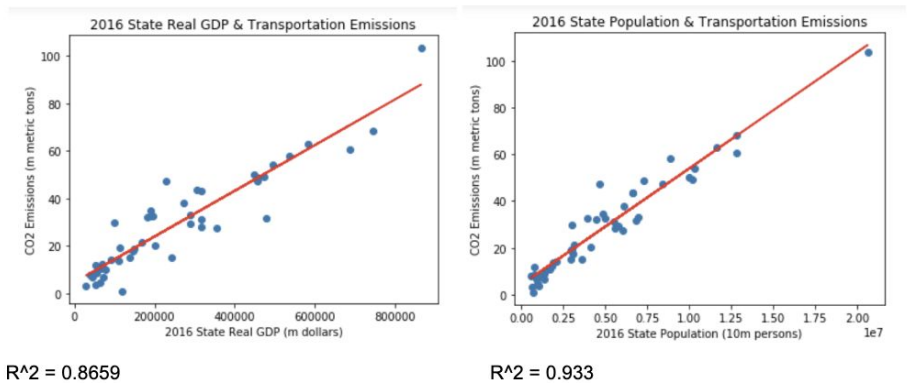 2016 State Real GDP & Transportation Emissions
CO2 Emissions (m metric tons)
100
80
60
40
20
0
0 200000 400000 600000 800000
2016 State Real GDP (m dollars)
R^2 = 0.8659
2016 State Population & Transportation Emissions
CO2 Emissions (m metric tons)
100
80
60
40
20
0
0.00 0.25 0.50 0.75 1.00 1.25 1.50 1.75 2.00
1e7
2016 State Population (10m persons)
R^2 = 0.933